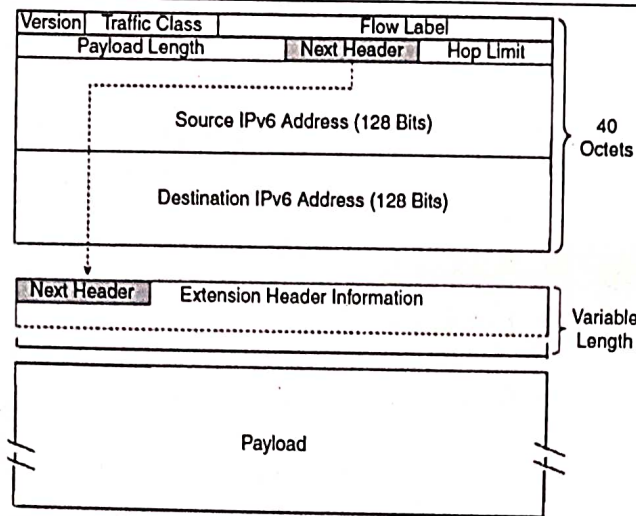 Version Traffic Class Flow Label
Payload Length Next Header Hop Limit
Source IPv6 Address (128 Bits)
40
Octets
Destination IPv6 Address (128 Bits)
Next Header Extension Header Information
Variable
Length
Payload